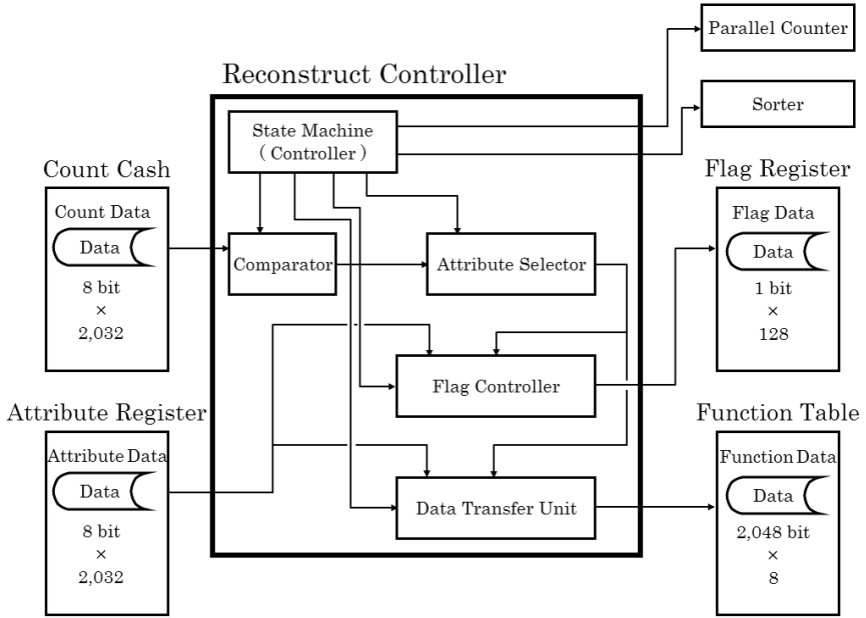 Parallel Counter
Sorter
Reconstruct Controller
State Machine
( Controller )
Comparator
Attribute Selector
Flag Controller
Data Transfer Unit
Count Cash
Count Data
Data
8 bit
×
2,032
Attribute Register
Attribute Data
Data
8 bit
×
2,032
Flag Register
Flag Data
Data
1 bit
×
128
Function Table
Function Data
Data
2,048 bit
×
8